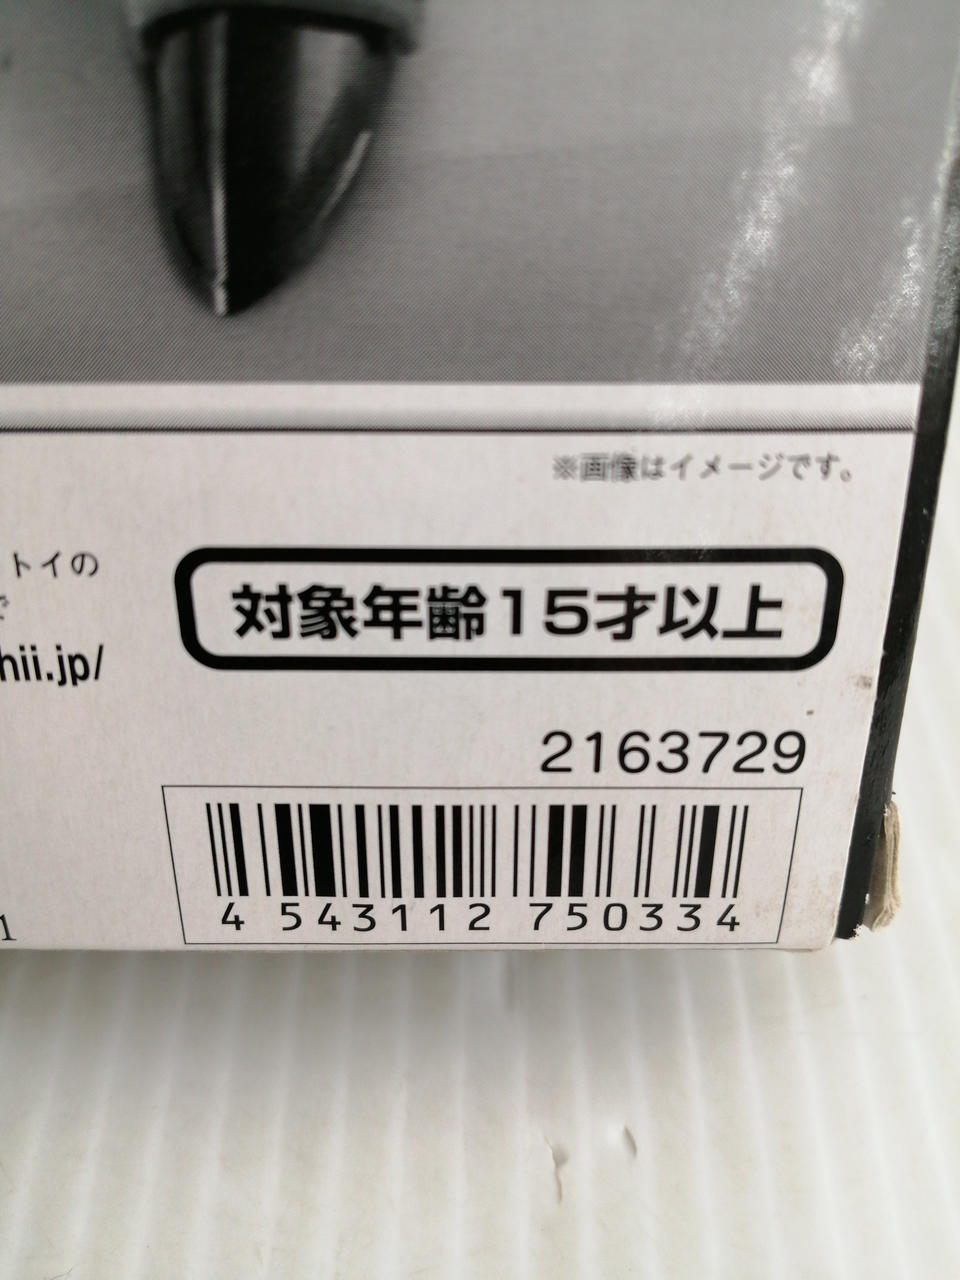 ※画像はイメージです。
トイの
対象年齢15才以上
hii.jp/
2163729
4 543112 750334
1